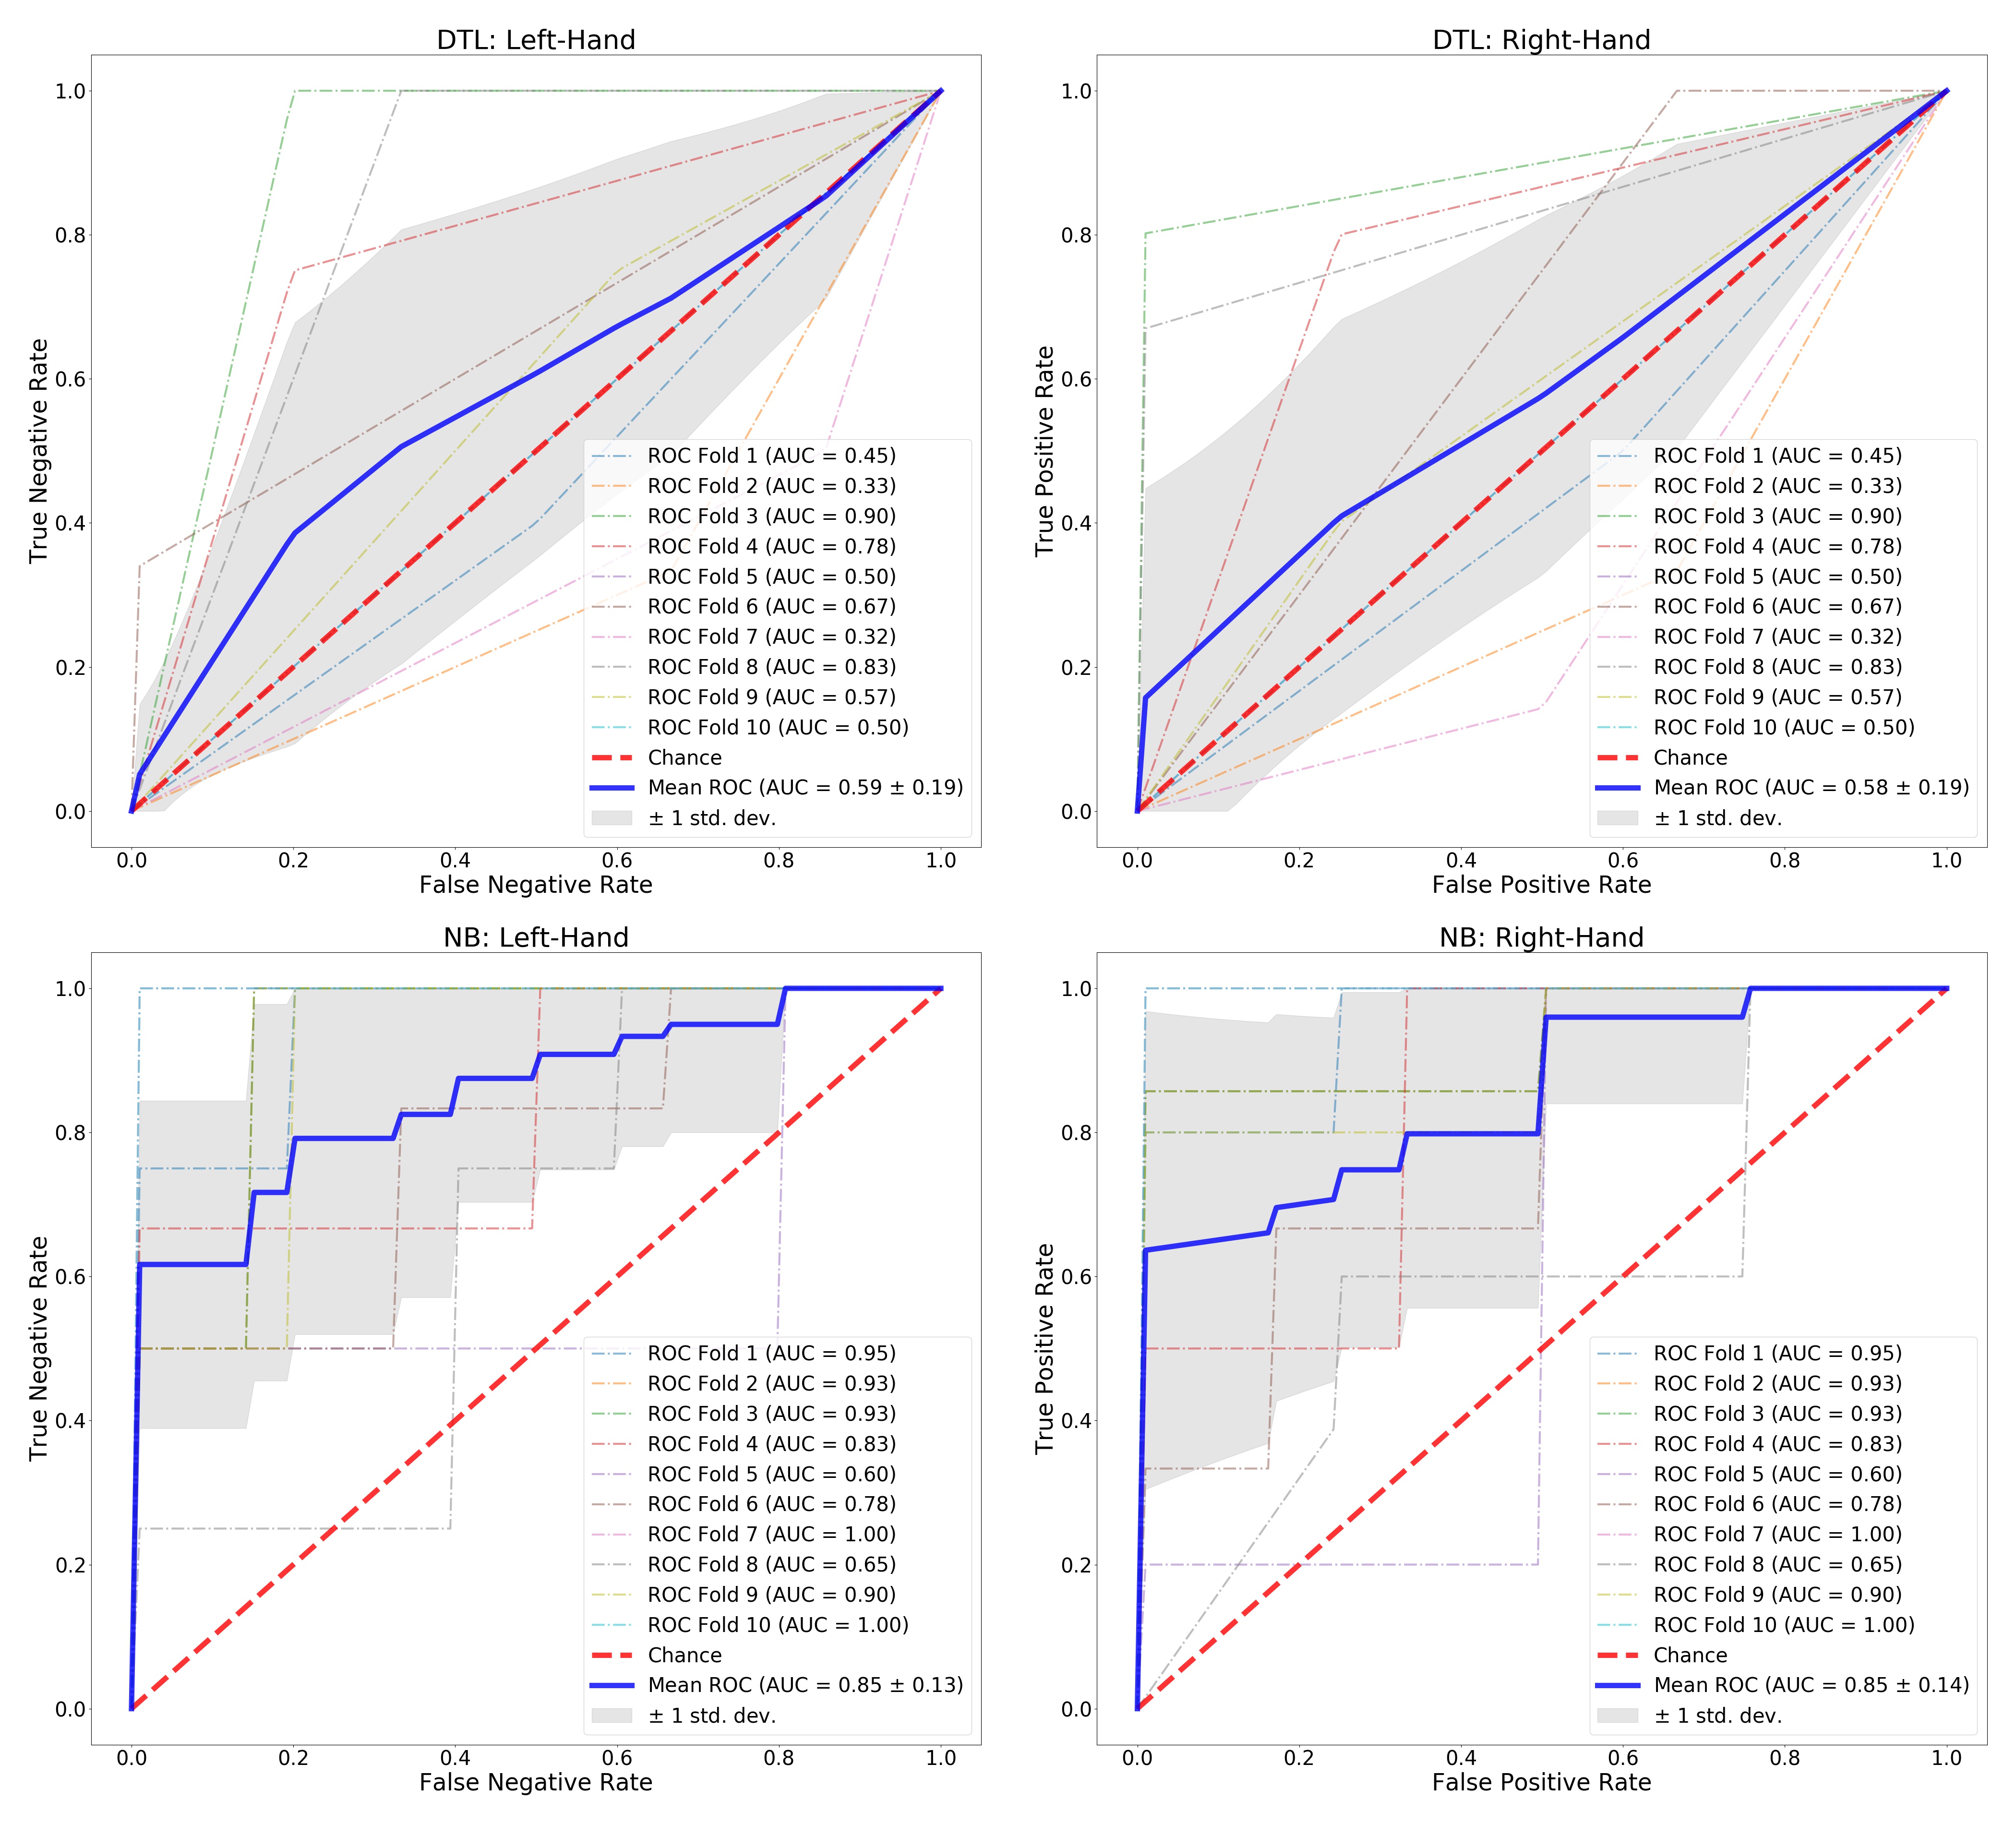 DTL: Left-Hand
True Negative Rate
1.0
0.8
0.6
0.4
0.2
0.0
ROC Fold 1 (AUC = 0.45)
ROC Fold 2 (AUC = 0.33)
ROC Fold 3 (AUC = 0.90)
ROC Fold 4 (AUC = 0.78)
ROC Fold 5 (AUC = 0.50)
ROC Fold 6 (AUC = 0.67)
ROC Fold 7 (AUC = 0.32)
ROC Fold 8 (AUC = 0.83)
ROC Fold 9 (AUC = 0.57)
ROC Fold 10 (AUC = 0.50)
Chance
Mean ROC (AUC = 0.59 ± 0.19)
± 1 std. dev.
0.0 0.2 0.4 0.6 0.8 1.0
False Negative Rate
DTL: Right-Hand
True Positive Rate
1.0
0.8
0.6
0.4
0.2
0.0
ROC Fold 1 (AUC = 0.45)
ROC Fold 2 (AUC = 0.33)
ROC Fold 3 (AUC = 0.90)
ROC Fold 4 (AUC = 0.78)
ROC Fold 5 (AUC = 0.50)
ROC Fold 6 (AUC = 0.67)
ROC Fold 7 (AUC = 0.32)
ROC Fold 8 (AUC = 0.83)
ROC Fold 9 (AUC = 0.57)
ROC Fold 10 (AUC = 0.50)
Chance
Mean ROC (AUC = 0.58 ± 0.19)
± 1 std. dev.
0.0 0.2 0.4 0.6 0.8 1.0
False Positive Rate
NB: Left-Hand
True Negative Rate
1.0
0.8
0.6
0.4
0.2
0.0
ROC Fold 1 (AUC = 0.95)
ROC Fold 2 (AUC = 0.93)
ROC Fold 3 (AUC = 0.93)
ROC Fold 4 (AUC = 0.83)
ROC Fold 5 (AUC = 0.60)
ROC Fold 6 (AUC = 0.78)
ROC Fold 7 (AUC = 1.00)
ROC Fold 8 (AUC = 0.65)
ROC Fold 9 (AUC = 0.90)
ROC Fold 10 (AUC = 1.00)
Chance
Mean ROC (AUC = 0.85 ± 0.13)
± 1 std. dev.
0.0 0.2 0.4 0.6 0.8 1.0
False Negative Rate
NB: Right-Hand
True Positive Rate
1.0
0.8
0.6
0.4
0.2
0.0
ROC Fold 1 (AUC = 0.95)
ROC Fold 2 (AUC = 0.93)
ROC Fold 3 (AUC = 0.93)
ROC Fold 4 (AUC = 0.83)
ROC Fold 5 (AUC = 0.60)
ROC Fold 6 (AUC = 0.78)
ROC Fold 7 (AUC = 1.00)
ROC Fold 8 (AUC = 0.65)
ROC Fold 9 (AUC = 0.90)
ROC Fold 10 (AUC = 1.00)
Chance
Mean ROC (AUC = 0.85 ± 0.14)
± 1 std. dev.
0.0 0.2 0.4 0.6 0.8 1.0
False Positive Rate